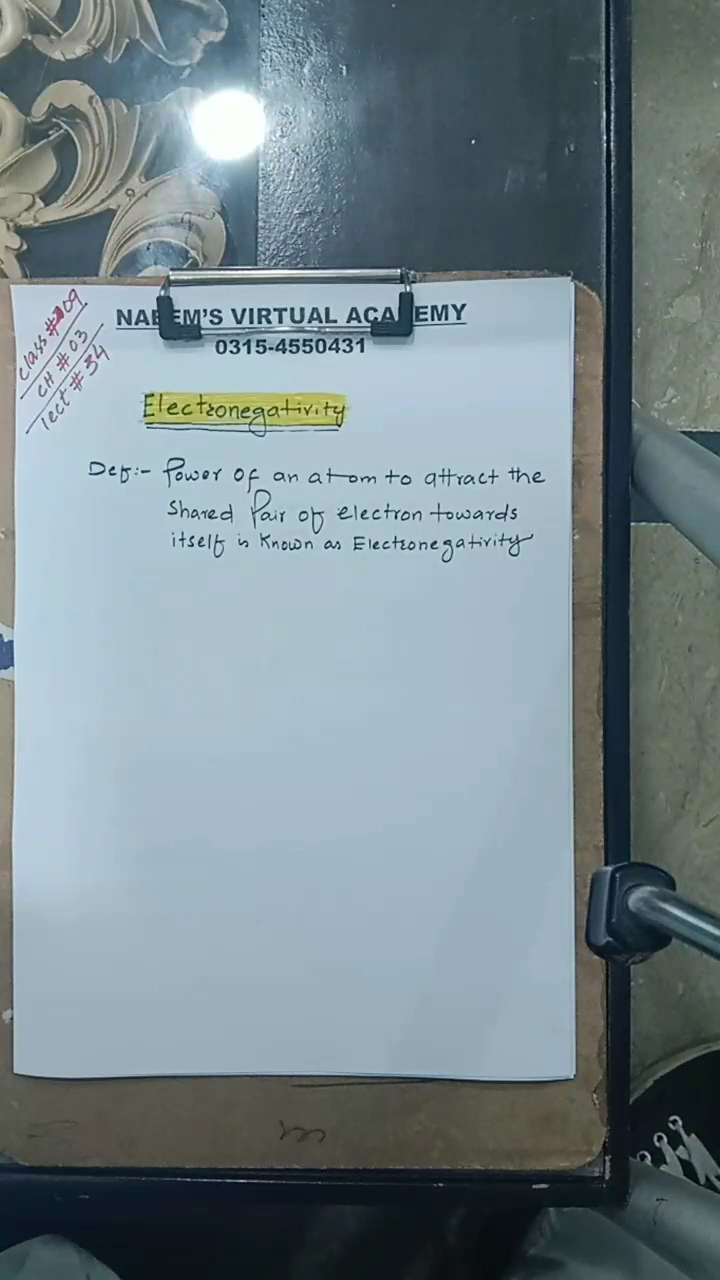 Class # 09
CH # 03
Lect # 34
NAEEM'S VIRTUAL ACADEMY
0315-4550431
Electronegativity
Def:- Power of an atom to attract the
shared Pair of electron towards
itself is Known as Electronegativity